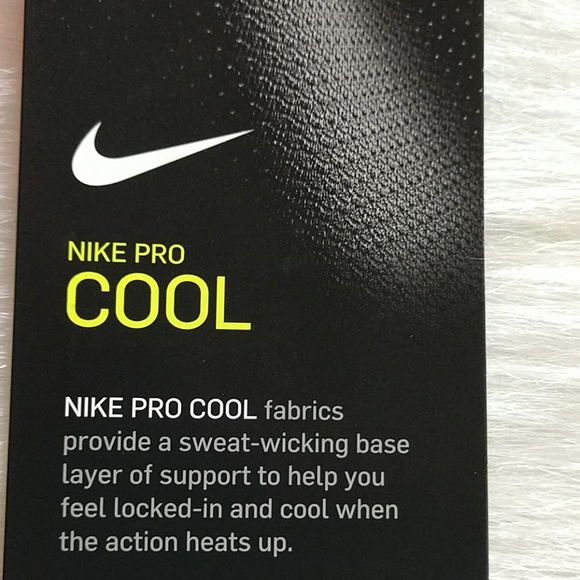 NIKE PRO
COOL
NIKE PRO COOL fabrics
provide a sweat-wicking base
layer of support to help you
feel locked-in and cool when
the action heats up.